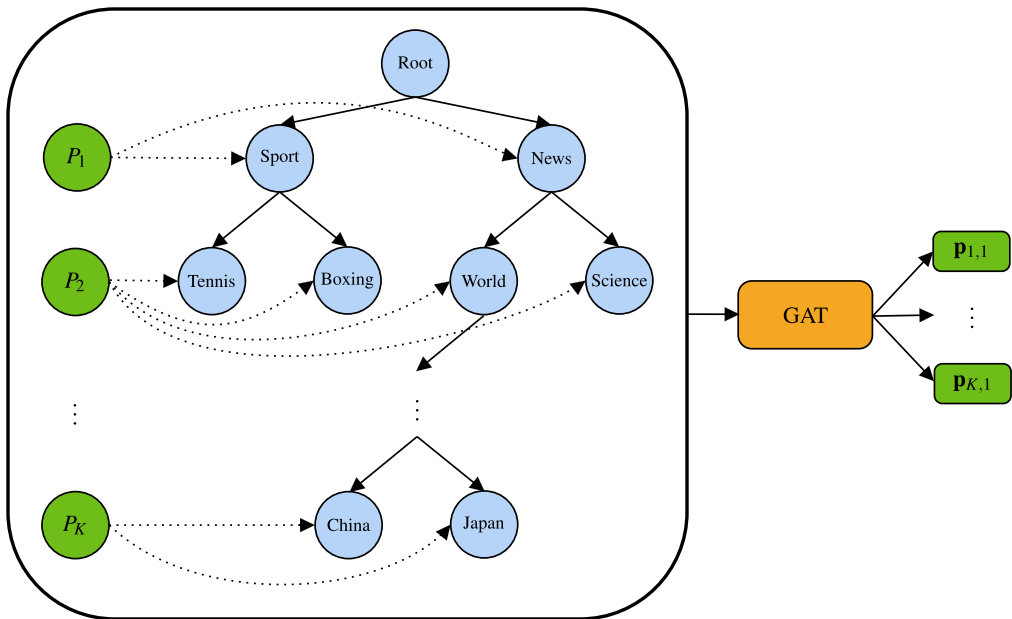 Root
P1 Sport News
P2 Tennis Boxing World Science
⋮ ⋮
PK China Japan
GAT
p1,1
⋮
pK,1